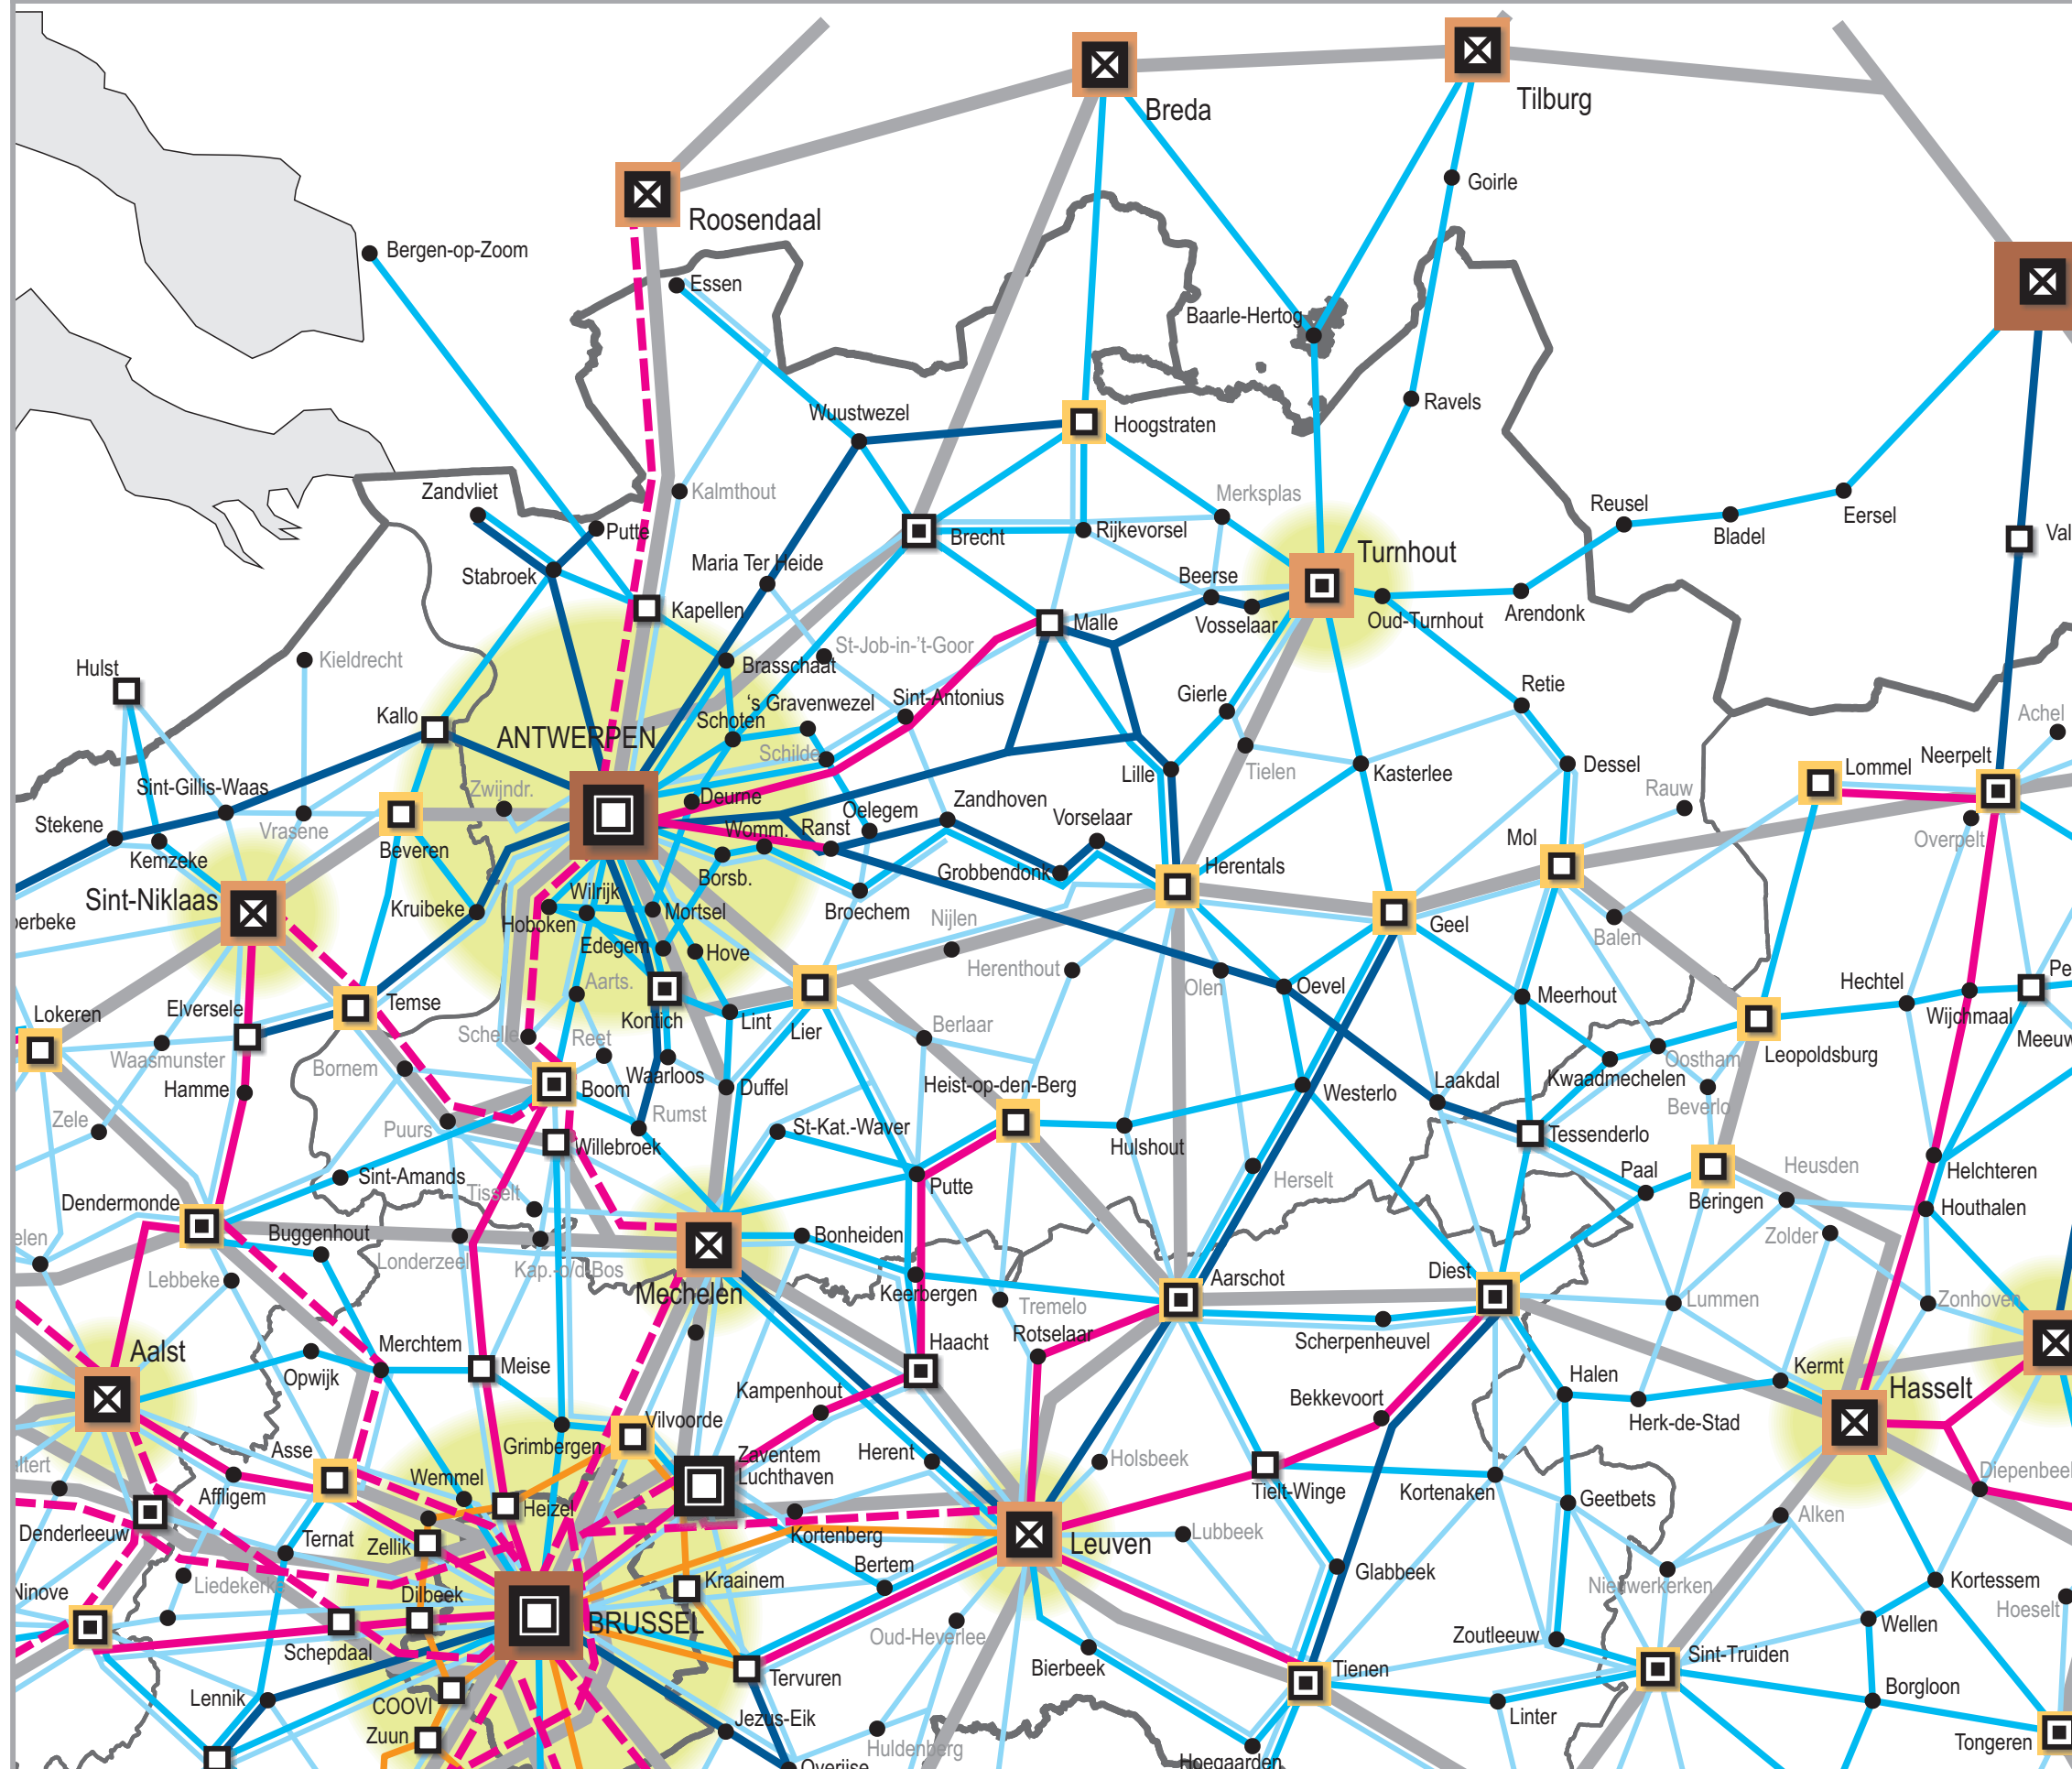 Breda
Tilburg
Goirle
Roosendaal
Bergen-op-Zoom
Essen
Baarle-Hertog
Ravels
Wuustwezel
Hoogstraten
Zandvliet
Kalmthout
Merksplas
Reusel
Eersel
Putte
Brecht
Rijkevorsel
Bladel
Val
Turnhout
Stabroek
Maria Ter Heide
Beerse
Kapellen
Malle
Vosselaar
Oud-Turnhout
Arendonk
Hulst
Kieldrecht
St-Job-in-'t-Goor
Brasschaat
Gierle
Retie
Kallo
's Gravenwezel
Sint-Antonius
Achel
ANTWERPEN
Schoten
Schilde
Lille
Tielen
Kasterlee
Dessel
Lommel
Neerpelt
Sint-Gillis-Waas
Zwijndr.
Deurne
Rauw
Stekene
Vrasene
Oelegem
Zandhoven
Vorselaar
Kemzeke
Beveren
Womm.
Ranst
Mol
Overpelt
Borsb.
Grobbendonk
Herentals
Sint-Niklaas
Wilrijk
Kruibeke
Hoboken
Mortsel
Broechem
Nijlen
Geel
Balen
erbeke
Edegem
Hove
Herenthout
Olen
Oevel
Hechtel
Pe
Aarts.
Lokeren
Elversele
Temse
Kontich
Lint
Lier
Meerhout
Wijchmaal
Schelle
Reet
Berlaar
Waasmunster
Oostham
Leopoldsburg
Meeuw
Bornem
Waarloos
Kwaadmechelen
Hamme
Boom
Duffel
Heist-op-den-Berg
Westerlo
Laakdal
Beverlo
Zele
Puurs
Rumst
St-Kat.-Waver
Willebroek
Hulshout
Tessenderlo
Sint-Amands
Herselt
Paal
Heusden
Helchteren
Putte
Tisselt
Beringen
Dendermonde
Houthalen
Buggenhout
Bonheiden
Zolder
elen
Londerzeel
Kap.-o/d-Bos
Lebbeke
Mechelen
Keerbergen
Aarschot
Diest
Tremelo
Lummen
Zonhoven
Rotselaar
Haacht
Scherpenheuvel
Aalst
Merchtem
Meise
Opwijk
Kermt
Halen
Hasselt
Kampenhout
Bekkevoort
Vilvoorde
Herk-de-Stad
Grimbergen
Asse
Zaventem
Luchthaven
Herent
Holsbeek
Diepenbeek
Wemmel
Affligem
Heizel
Tielt-Winge
Kortenaken
Geetbets
Alken
Denderleeuw
Ternat
Zellik
Kortenberg
Leuven
Lubbeek
Bertem
Glabbeek
Liedekerke
Kraainem
Nieuwerkerken
Kortessem
Ninove
Dilbeek
Hoeselt
BRUSSEL
Wellen
Schepdaal
Oud-Heverlee
Zoutleeuw
Sint-Truiden
Bierbeek
Tienen
Tervuren
Lennik
COOVI
Borgloon
Jezus-Eik
Linter
Zuun
Huldenberg
Tongeren
Hoegaarden
Overijse